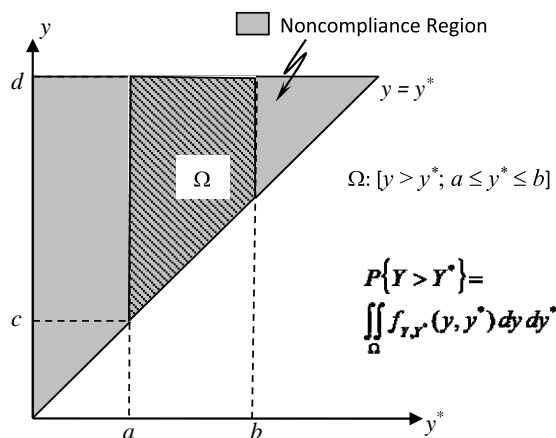 y
Noncompliance Region
d
y = y*
Ω
Ω: [y > y*; a ≤ y* ≤ b]
P{Y > Y*} =
∬Ω f_{Y,Y*}(y, y*) dy dy*
c
a
b
y*